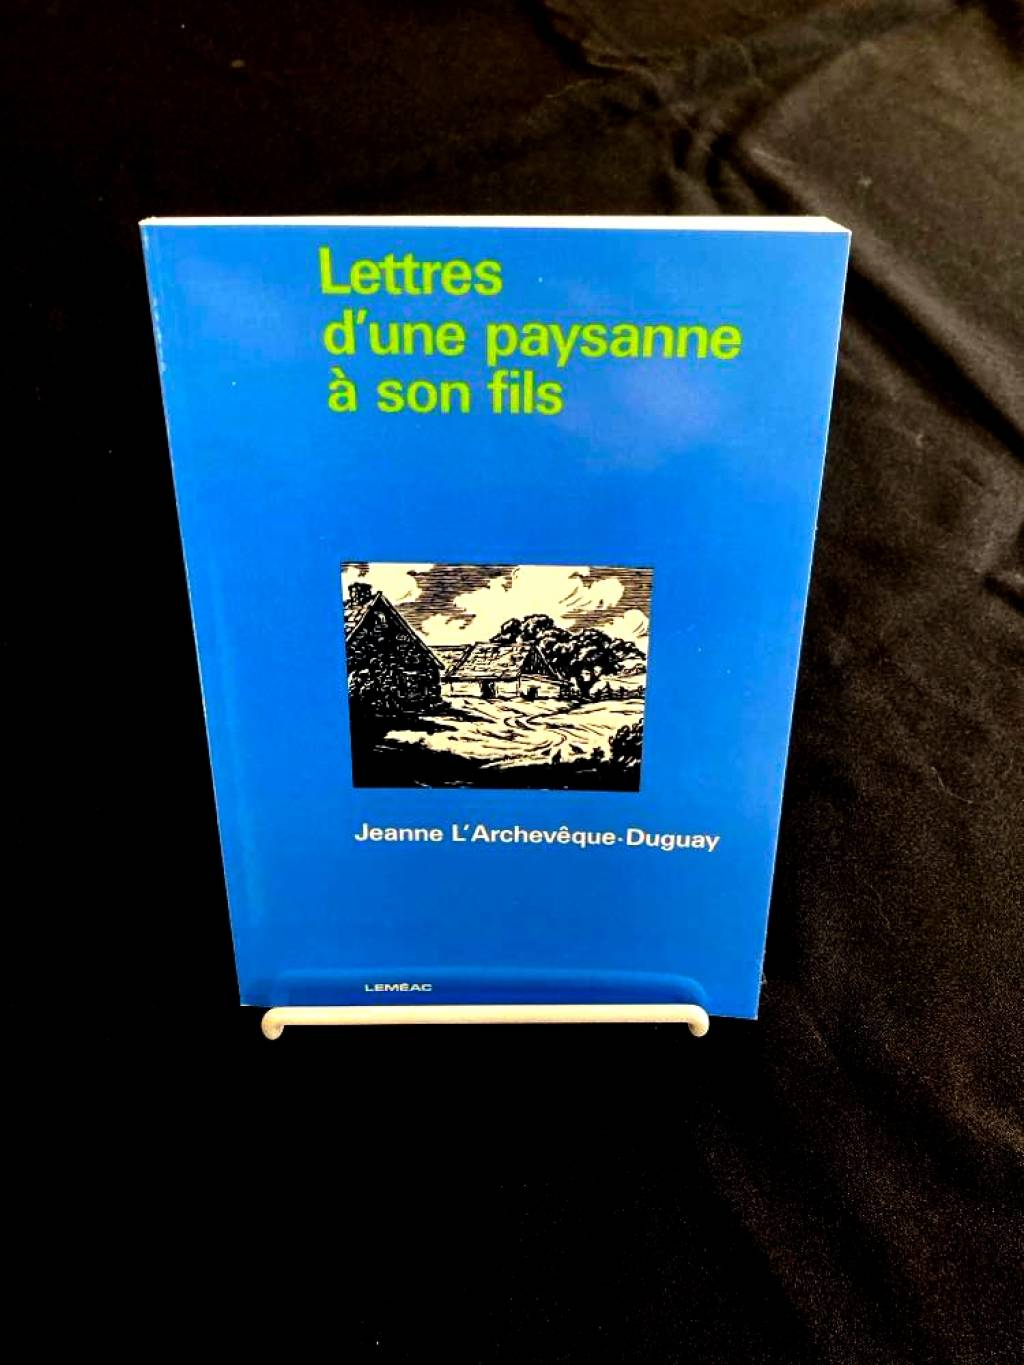 Lettres
d'une paysanne
à son fils
Jeanne L'Archevêque-Duguay
LEMÉAC